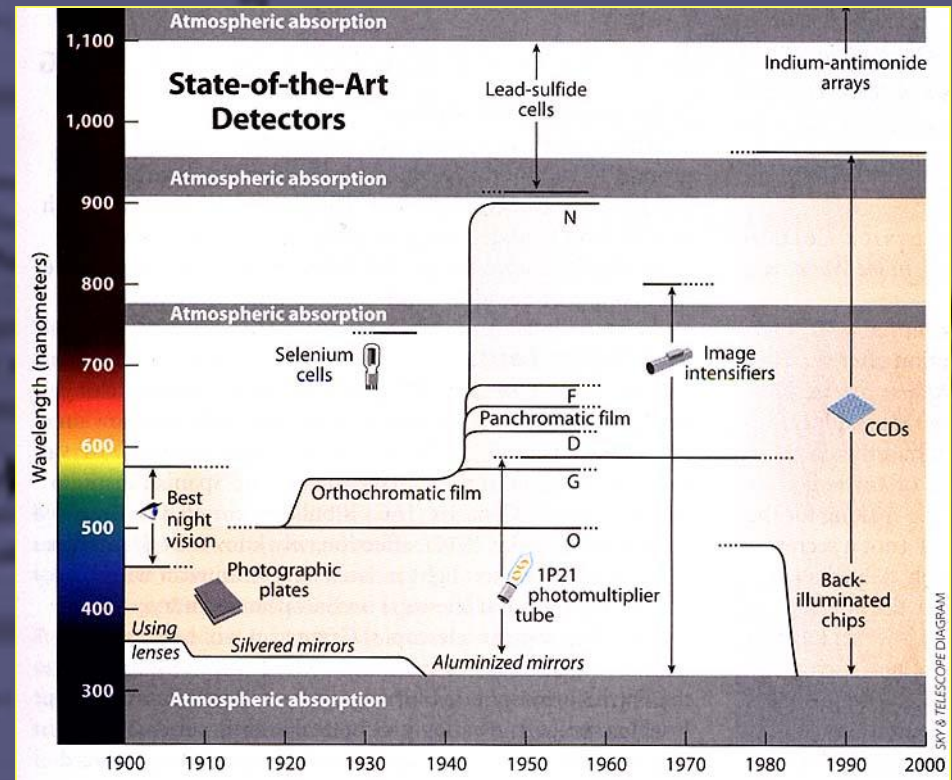 Atmospheric absorption
1,100
State-of-the-Art
Detectors
Lead-sulfide
cells
Indium-antimonide
arrays
1,000
Atmospheric absorption
900
N
800
Atmospheric absorption
Selenium
cells
Image
intensifiers
700
F
Panchromatic film
CCDs
600
D
Orthochromatic film
G
Best
night
vision
500
O
Photographic
plates
1P21
photomultiplier
tube
Back-
illuminated
chips
400
Using
lenses
Silvered mirrors
Aluminized mirrors
300
Atmospheric absorption
Wavelength (nanometers)
1900 1910 1920 1930 1940 1950 1960 1970 1980 1990 2000
SKY & TELESCOPE DIAGRAM